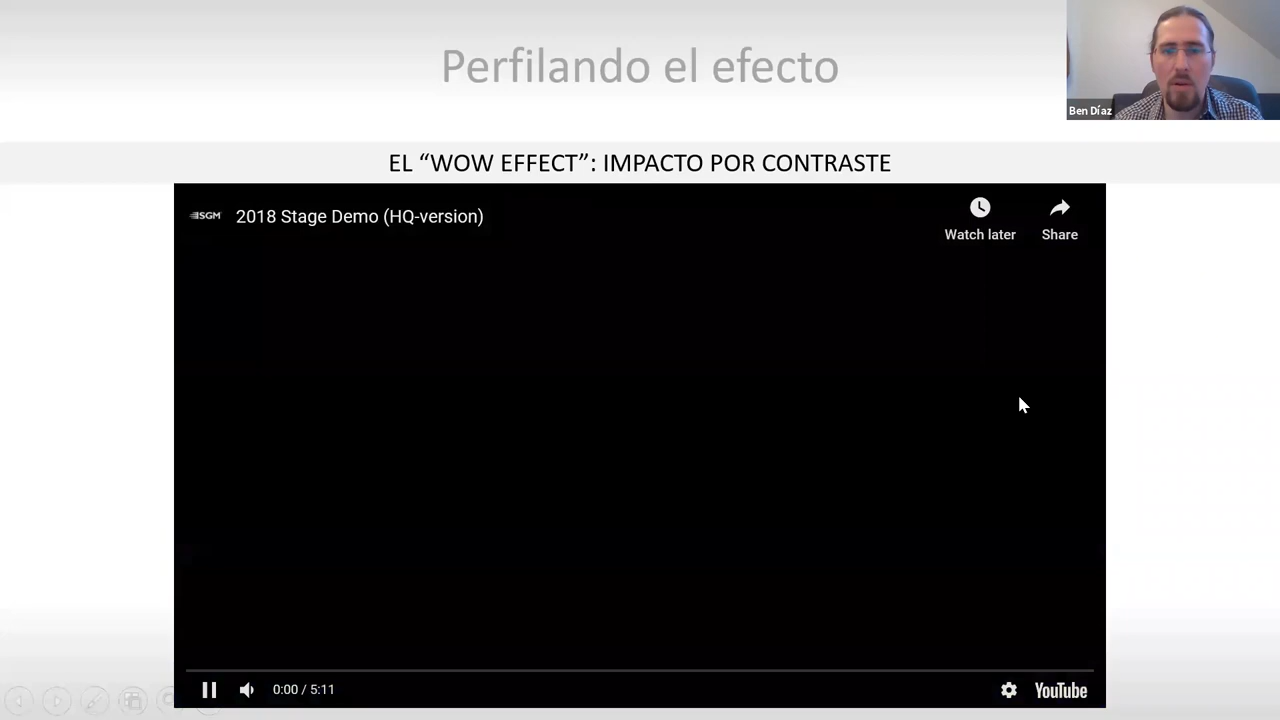 Perfilando el efecto
Ben Díaz
EL “WOW EFFECT”: IMPACTO POR CONTRASTE
SGM
2018 Stage Demo (HQ-version)
Watch later
Share
0:00 / 5:11
YouTube